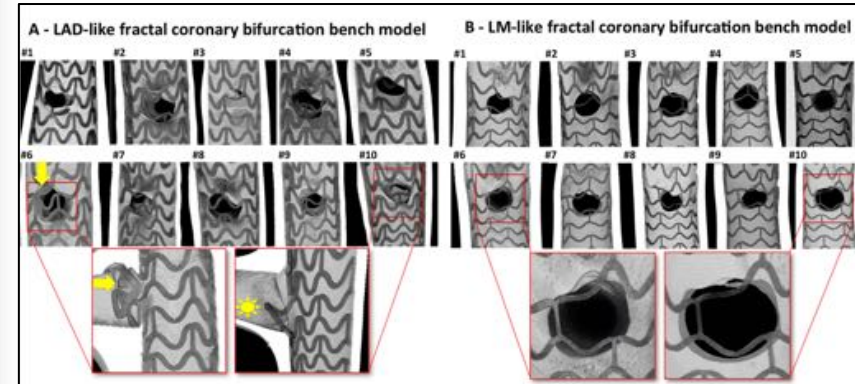 A - LAD-like fractal coronary bifurcation bench model
#1 #2 #3 #4 #5
#6 #7 #8 #9 #10
B - LM-like fractal coronary bifurcation bench model
#1 #2 #3 #4 #5
#6 #7 #8 #9 #10